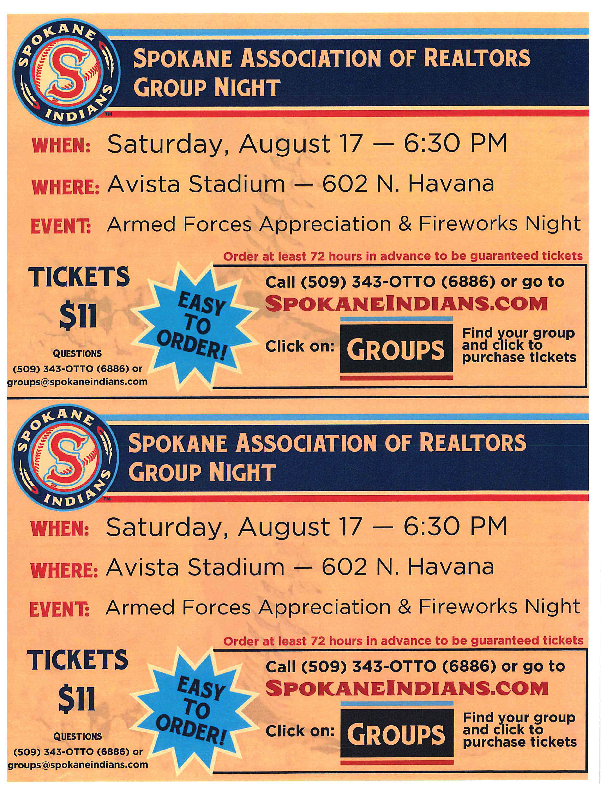 SPOKANE
INDIANS
SPOKANE ASSOCIATION OF REALTORS
GROUP NIGHT
WHEN: Saturday, August 17 — 6:30 PM
WHERE: Avista Stadium — 602 N. Havana
EVENT: Armed Forces Appreciation & Fireworks Night
Order at least 72 hours in advance to be guaranteed tickets
TICKETS
$11
QUESTIONS
(509) 343-OTTO (6886) or
groups@spokaneindians.com
EASY
TO
ORDER!
Call (509) 343-OTTO (6886) or go to
SPOKANEINDIANS.COM
Click on: GROUPS
Find your group
and click to
purchase tickets
SPOKANE
INDIANS
SPOKANE ASSOCIATION OF REALTORS
GROUP NIGHT
WHEN: Saturday, August 17 — 6:30 PM
WHERE: Avista Stadium — 602 N. Havana
EVENT: Armed Forces Appreciation & Fireworks Night
Order at least 72 hours in advance to be guaranteed tickets
TICKETS
$11
QUESTIONS
(509) 343-OTTO (6886) or
groups@spokaneindians.com
EASY
TO
ORDER!
Call (509) 343-OTTO (6886) or go to
SPOKANEINDIANS.COM
Click on: GROUPS
Find your group
and click to
purchase tickets